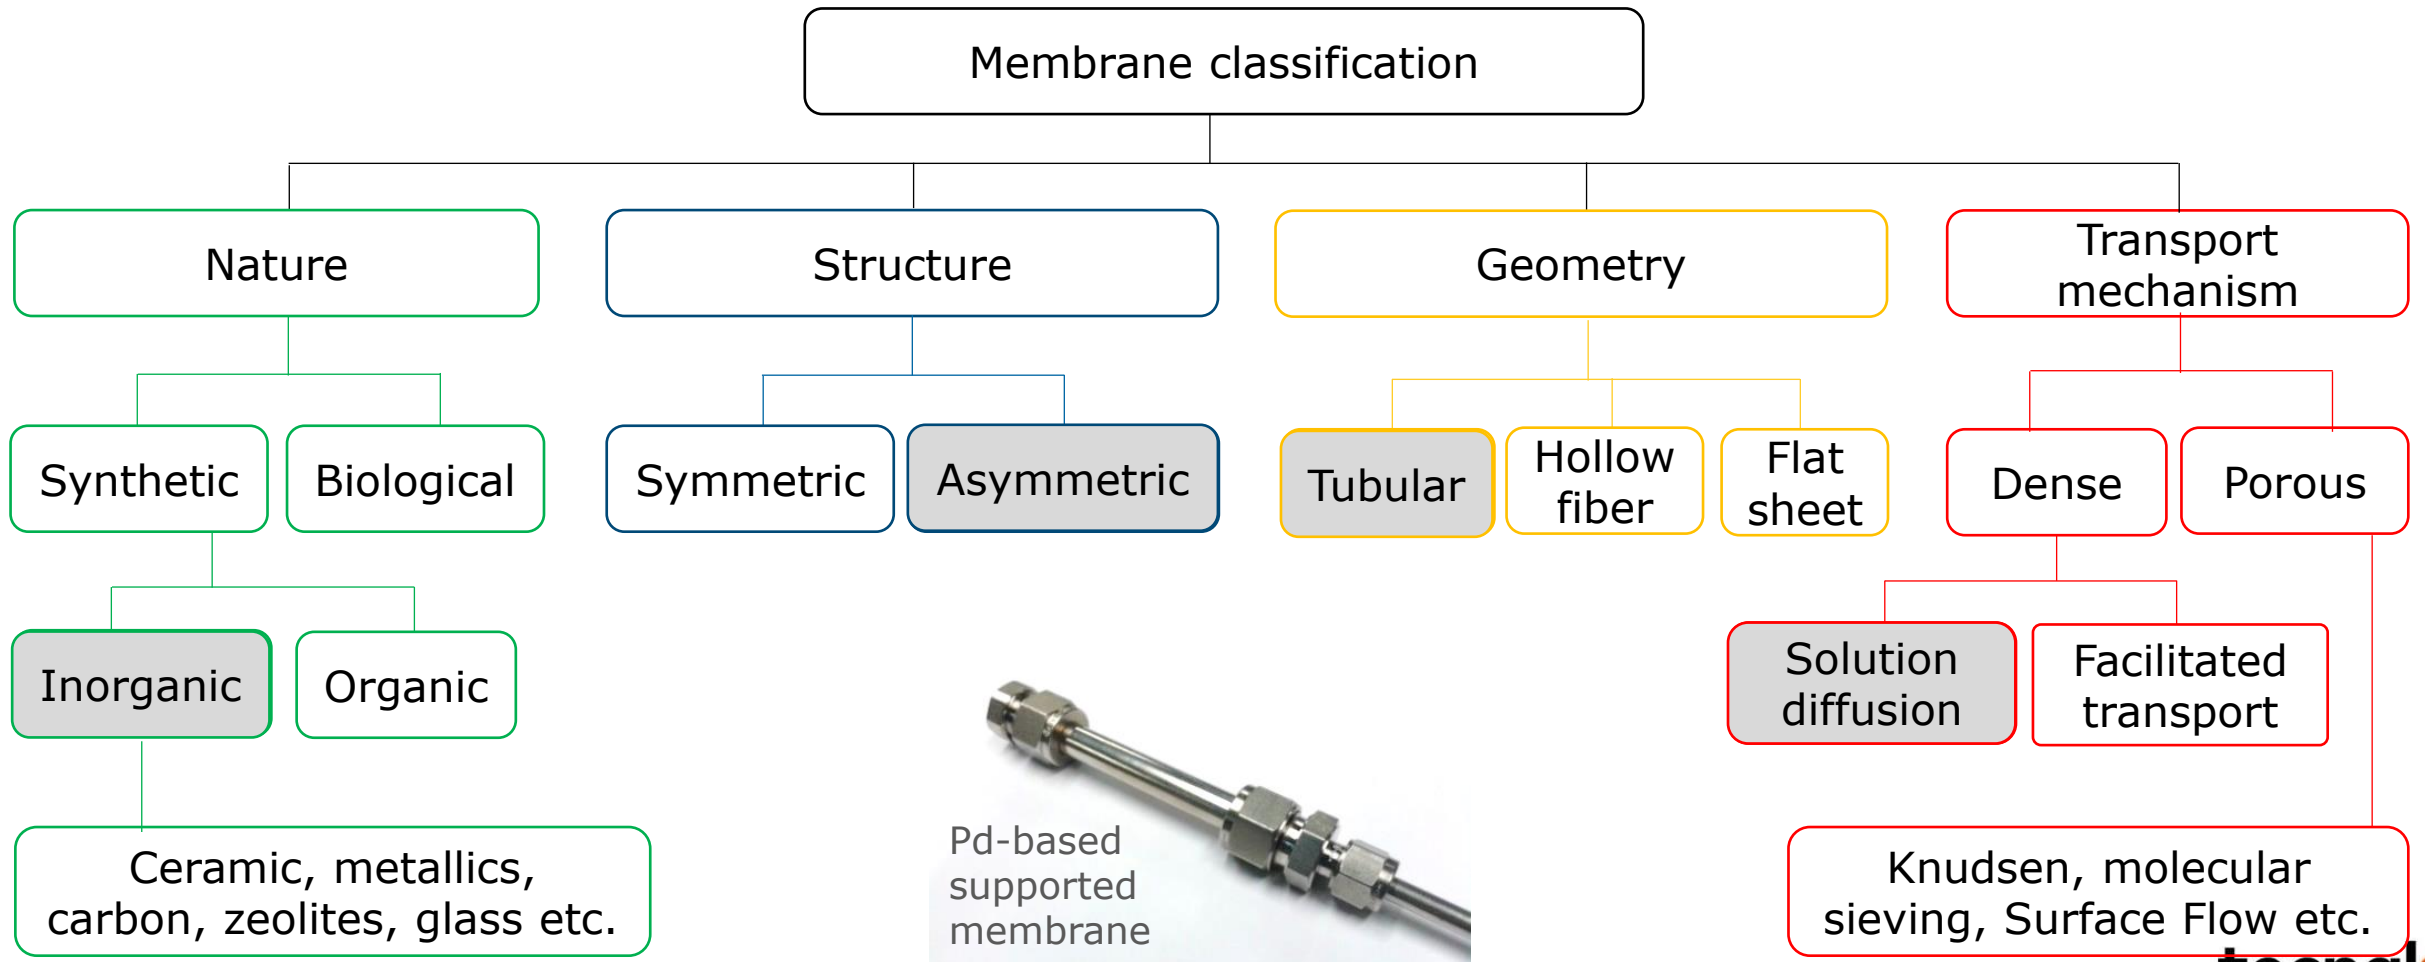 Membrane classification
Nature
Structure
Geometry
Transport
mechanism
Synthetic
Biological
Symmetric
Asymmetric
Tubular
Hollow
fiber
Flat
sheet
Dense
Porous
Inorganic
Organic
Solution
diffusion
Facilitated
transport
Ceramic, metallics,
carbon, zeolites, glass etc.
Pd-based
supported
membrane
Knudsen, molecular
sieving, Surface Flow etc.